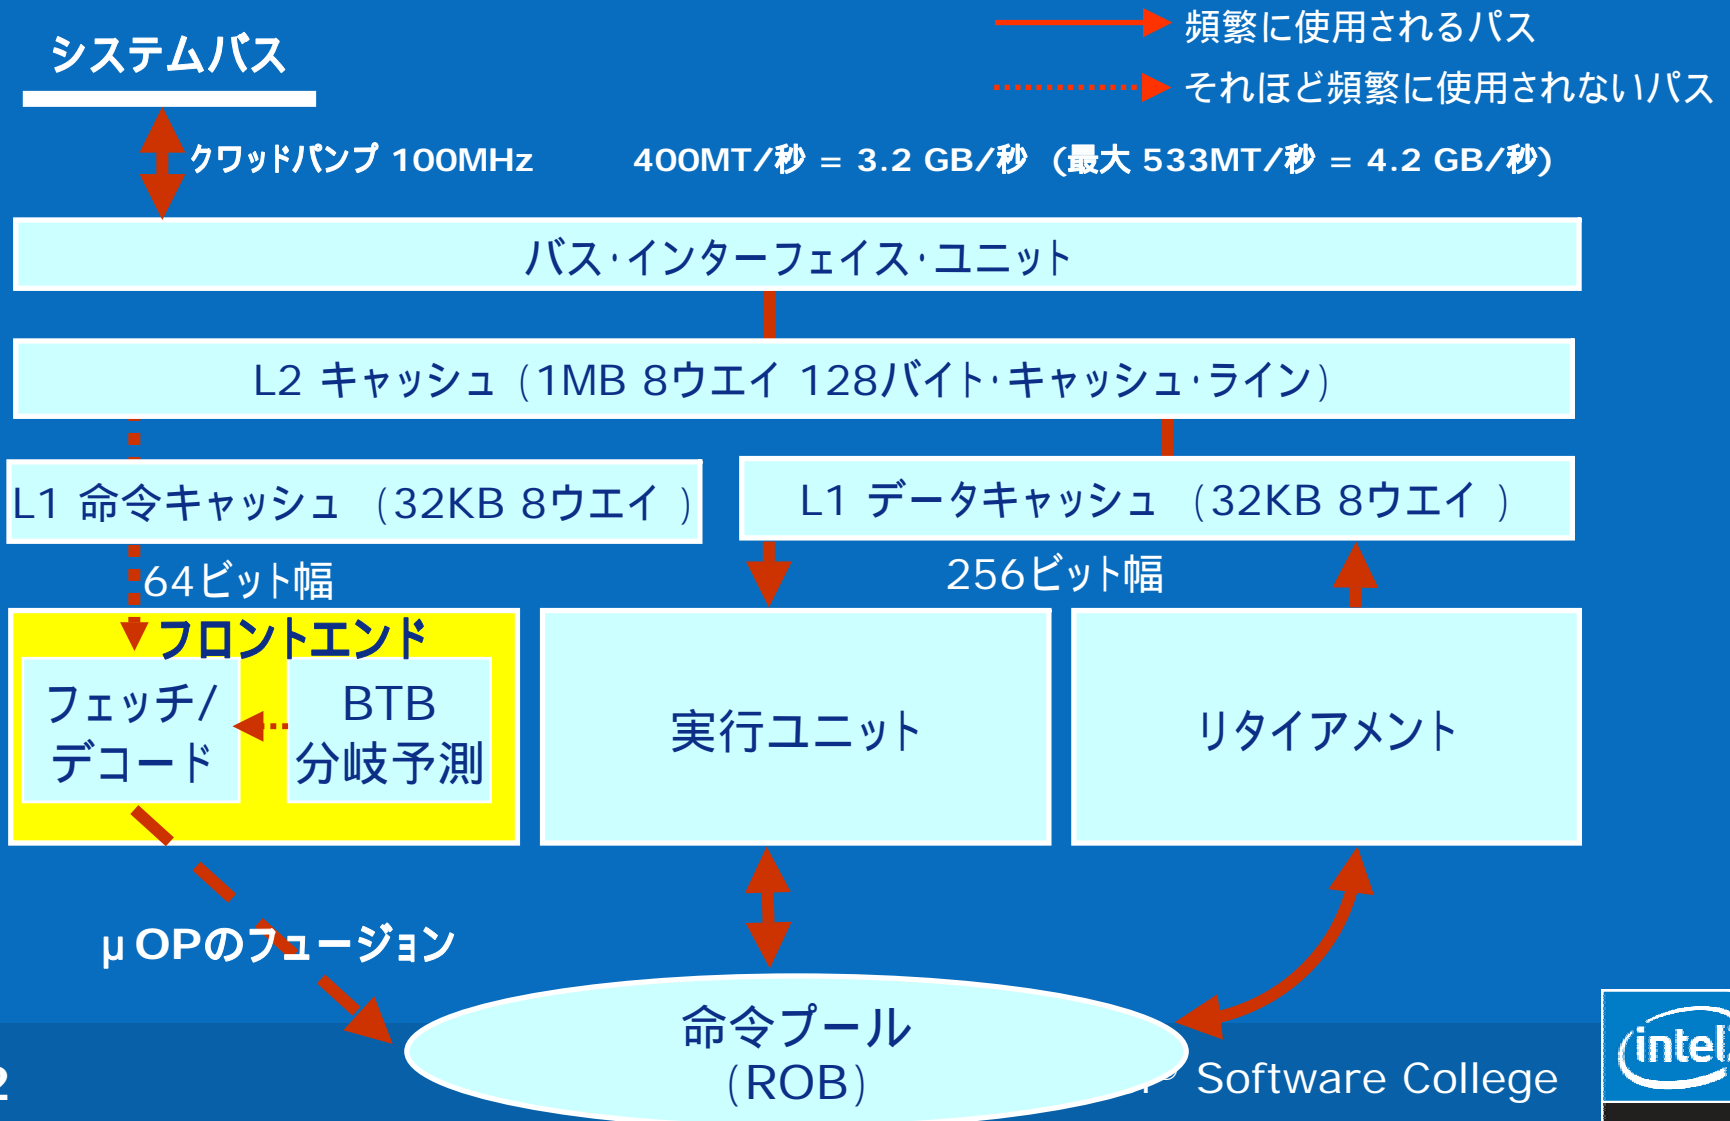 頻繁に使用されるパス
システムバス
それほど頻繁に使用されないパス
クワッドパンプ 100MHz 400MT/秒 = 3.2 GB/秒 (最大 533MT/秒 = 4.2 GB/秒)
バス・インターフェイス・ユニット
L2 キャッシュ (1MB 8ウエイ 128バイト・キャッシュ・ライン)
L1 命令キャッシュ (32KB 8ウエイ )
L1 データキャッシュ (32KB 8ウエイ )
64ビット幅
256ビット幅
フロントエンド
フェッチ/
デコード
BTB
分岐予測
実行ユニット
リタイアメント
μOPのフュージョン
命令プール
(ROB)
2
Software College
intel